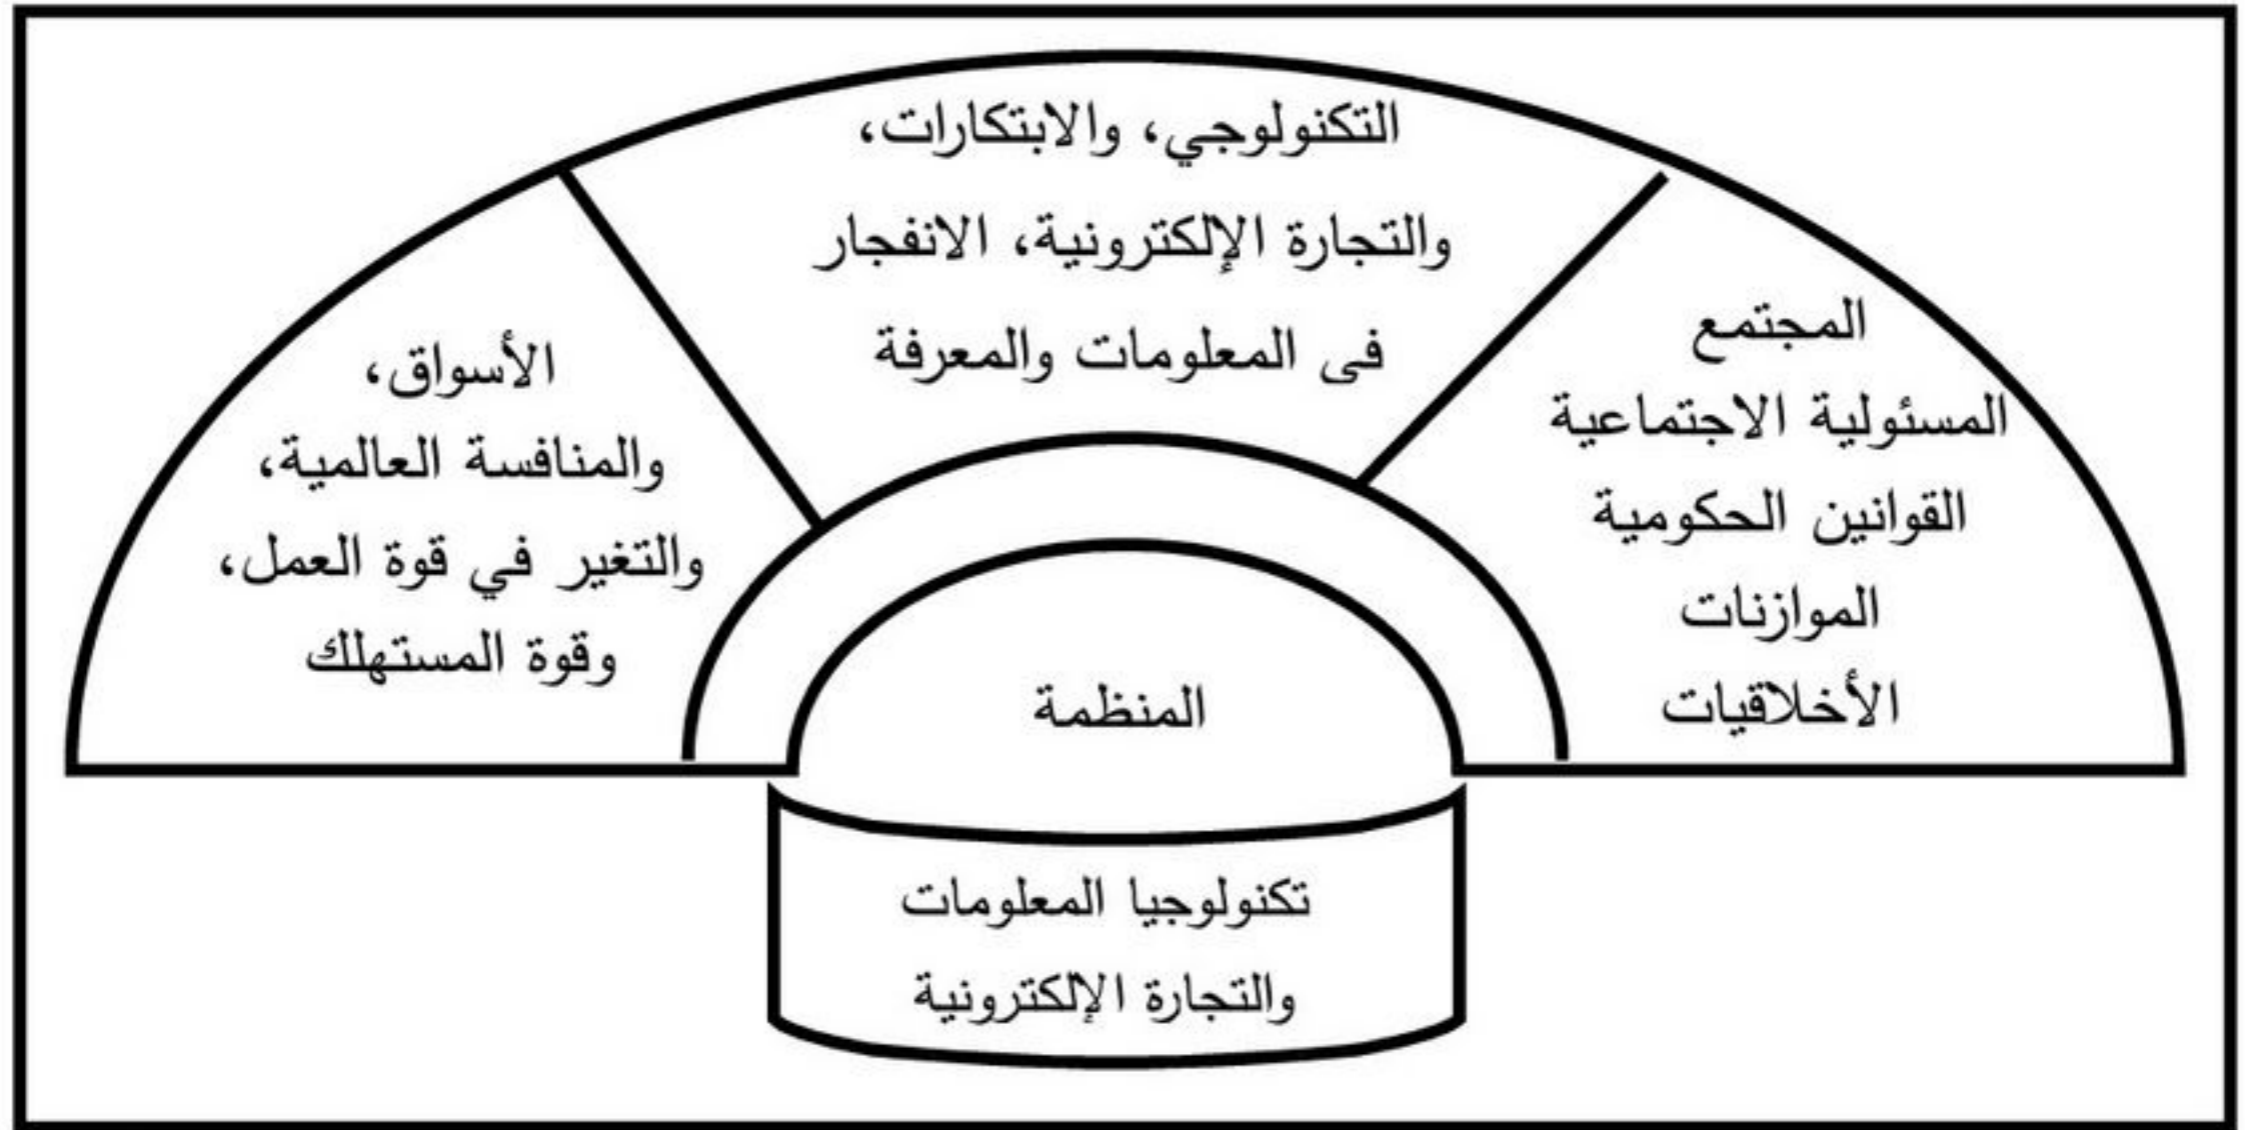 التكنولوجي، والابتكارات،
والتجارة الإلكترونية، الانفجار
فى المعلومات والمعرفة
المجتمع
المسئولية الاجتماعية
القوانين الحكومية
الموازنات
الأخلاقيات
الأسواق،
والمنافسة العالمية،
والتغير في قوة العمل،
وقوة المستهلك
المنظمة
تكنولوجيا المعلومات
والتجارة الإلكترونية